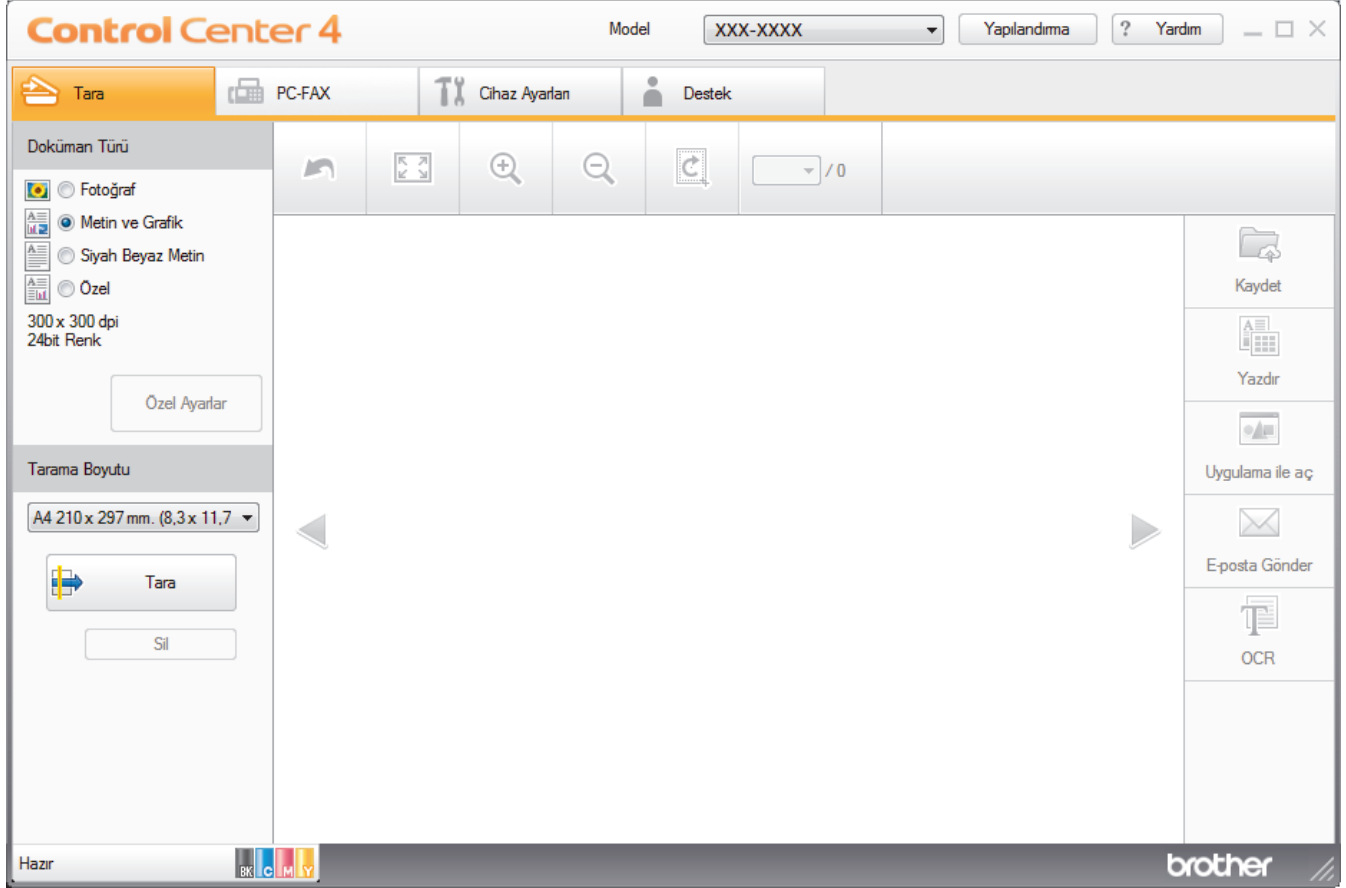 Control Center 4
Model
XXX-XXXX
Yapılandırma
? Yardım
Tara
PC-FAX
Cihaz Ayarları
Destek
Doküman Türü
Fotoğraf
Metin ve Grafik
Siyah Beyaz Metin
Özel
300 x 300 dpi
24bit Renk
Özel Ayarlar
Tarama Boyutu
A4 210 x 297 mm. (8,3 x 11,7
Tara
Sil
/ 0
Kaydet
Yazdır
Uygulama ile aç
E-posta Gönder
OCR
Hazır
BK C M Y
brother